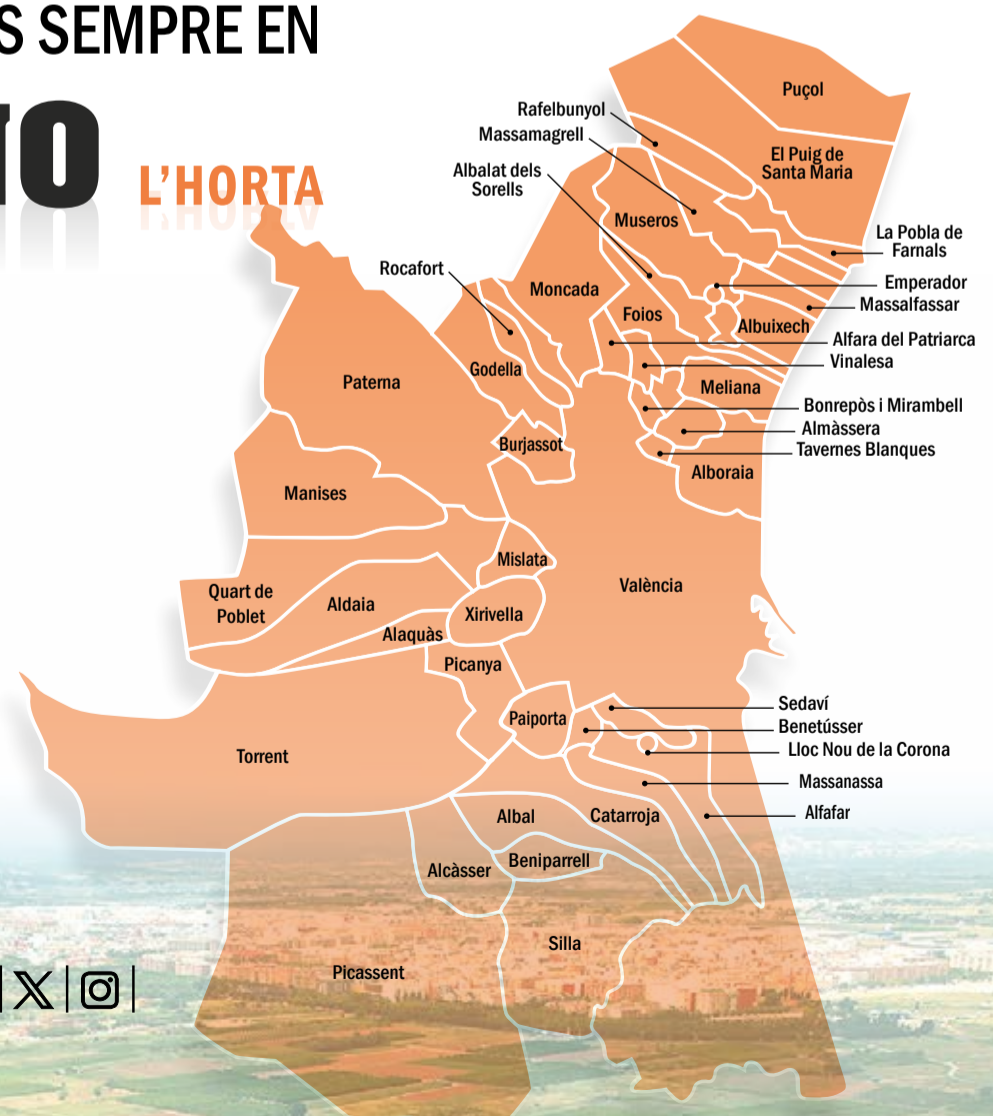 S SEMPRE EN
L'HORTA
Puçol
Rafelbunyol
Massamagrell
El Puig de
Santa Maria
Albalat dels
Sorells
Museros
La Pobla de
Farnals
Rocafort
Moncada
Emperador
Massalfassar
Foios
Albuixech
Alfara del Patriarca
Vinalesa
Godella
Paterna
Meliana
Bonrepòs i Mirambell
Almàssera
Tavernes Blanques
Burjassot
Alboraia
Manises
Mislata
València
Quart de
Poblet
Aldaia
Xirivella
Alaquàs
Picanya
Sedaví
Paiporta
Benetússer
Lloc Nou de la Corona
Torrent
Massanassa
Alfafar
Albal
Catarroja
Beniparrell
Alcàsser
Silla
Picassent